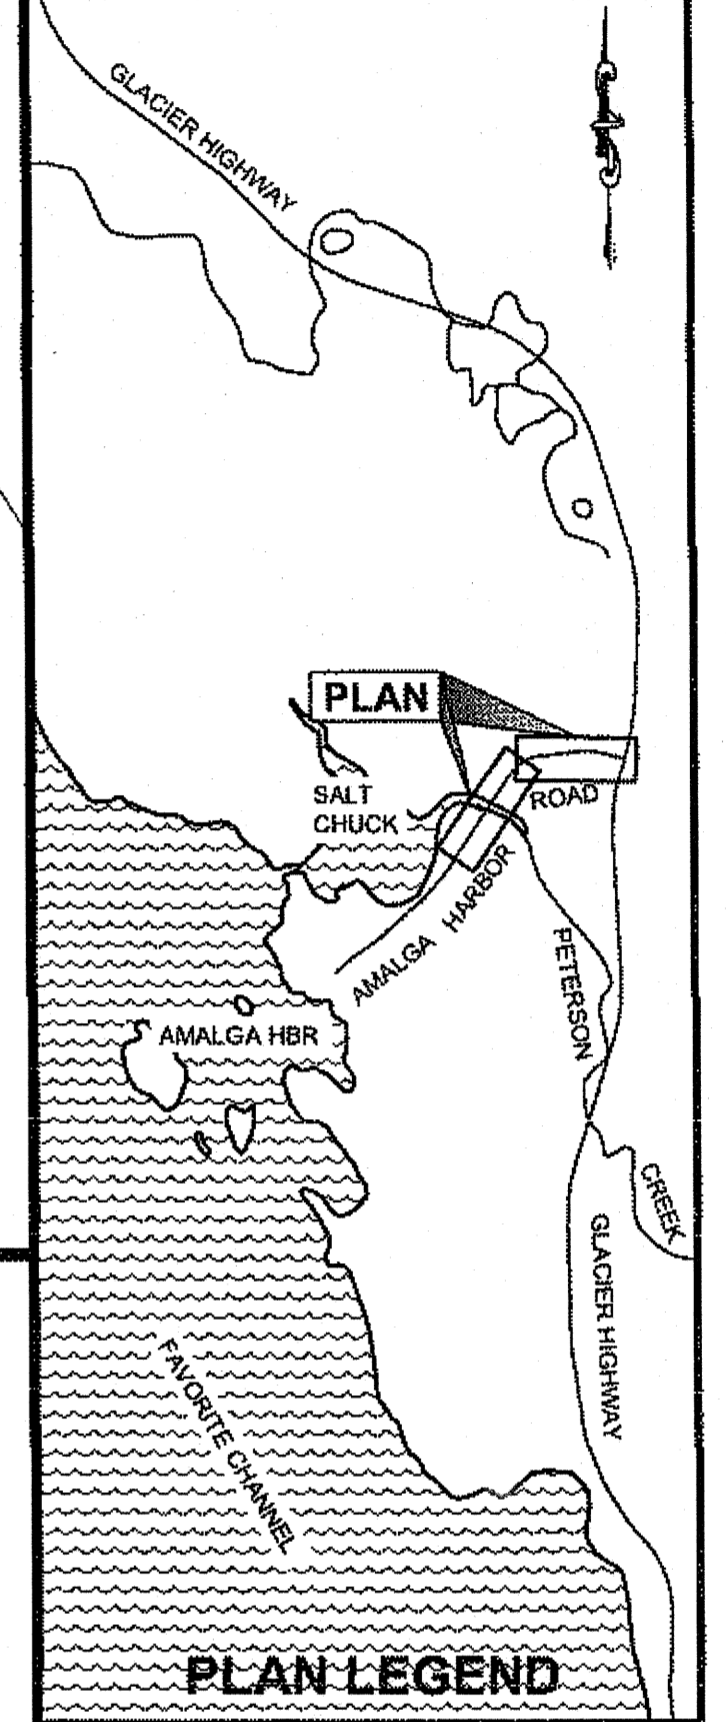 GLACIER HIGHWAY
PLAN
SALT
CHUCK
ROAD
AMALGA HARBOR
PETERSON
AMALGA HBR
CREEK
GLACIER HIGHWAY
FAVORITE CHANNEL
PLAN LEGEND